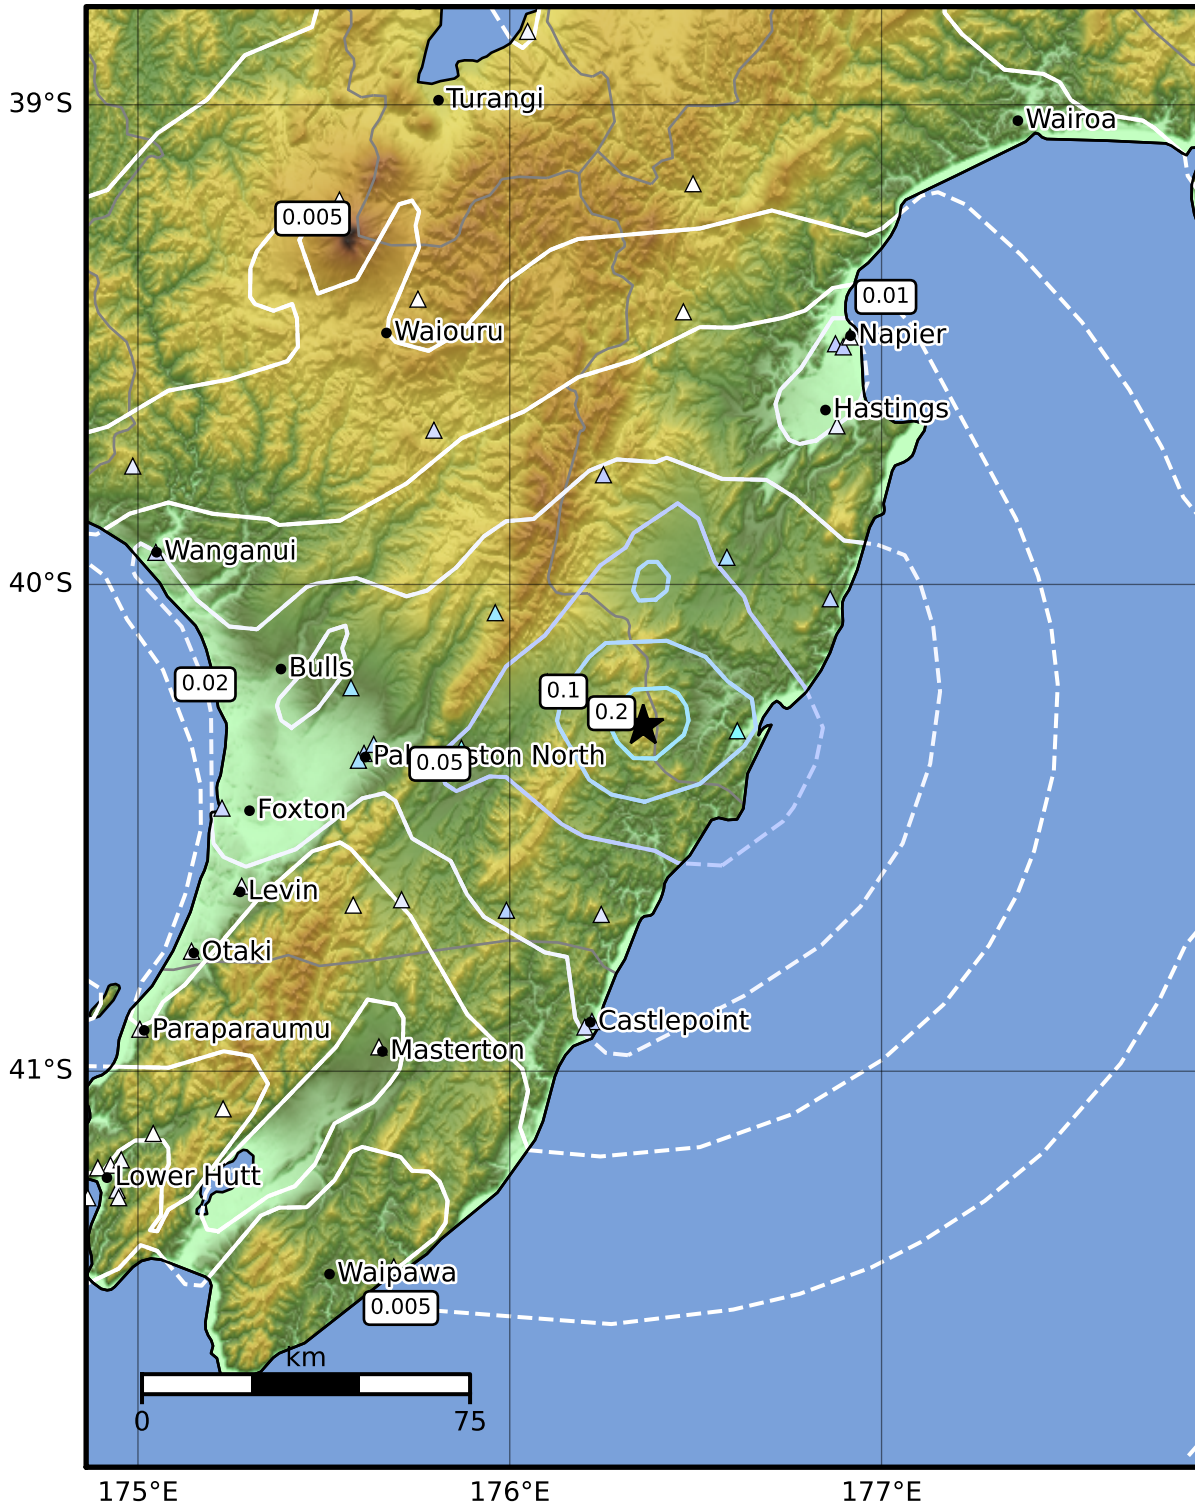 39°S
Turangi
Wairoa
0.005
0.01
Waiouru
Napier
Hastings
Wanganui
40°S
Bulls
0.02
0.1
0.2
0.05
ston North
Foxton
Levin
Otaki
Castlepoint
Paraparaumu
Masterton
41°S
Lower Hutt
Waipawa
0.005
km
0
75
175°E
176°E
177°E